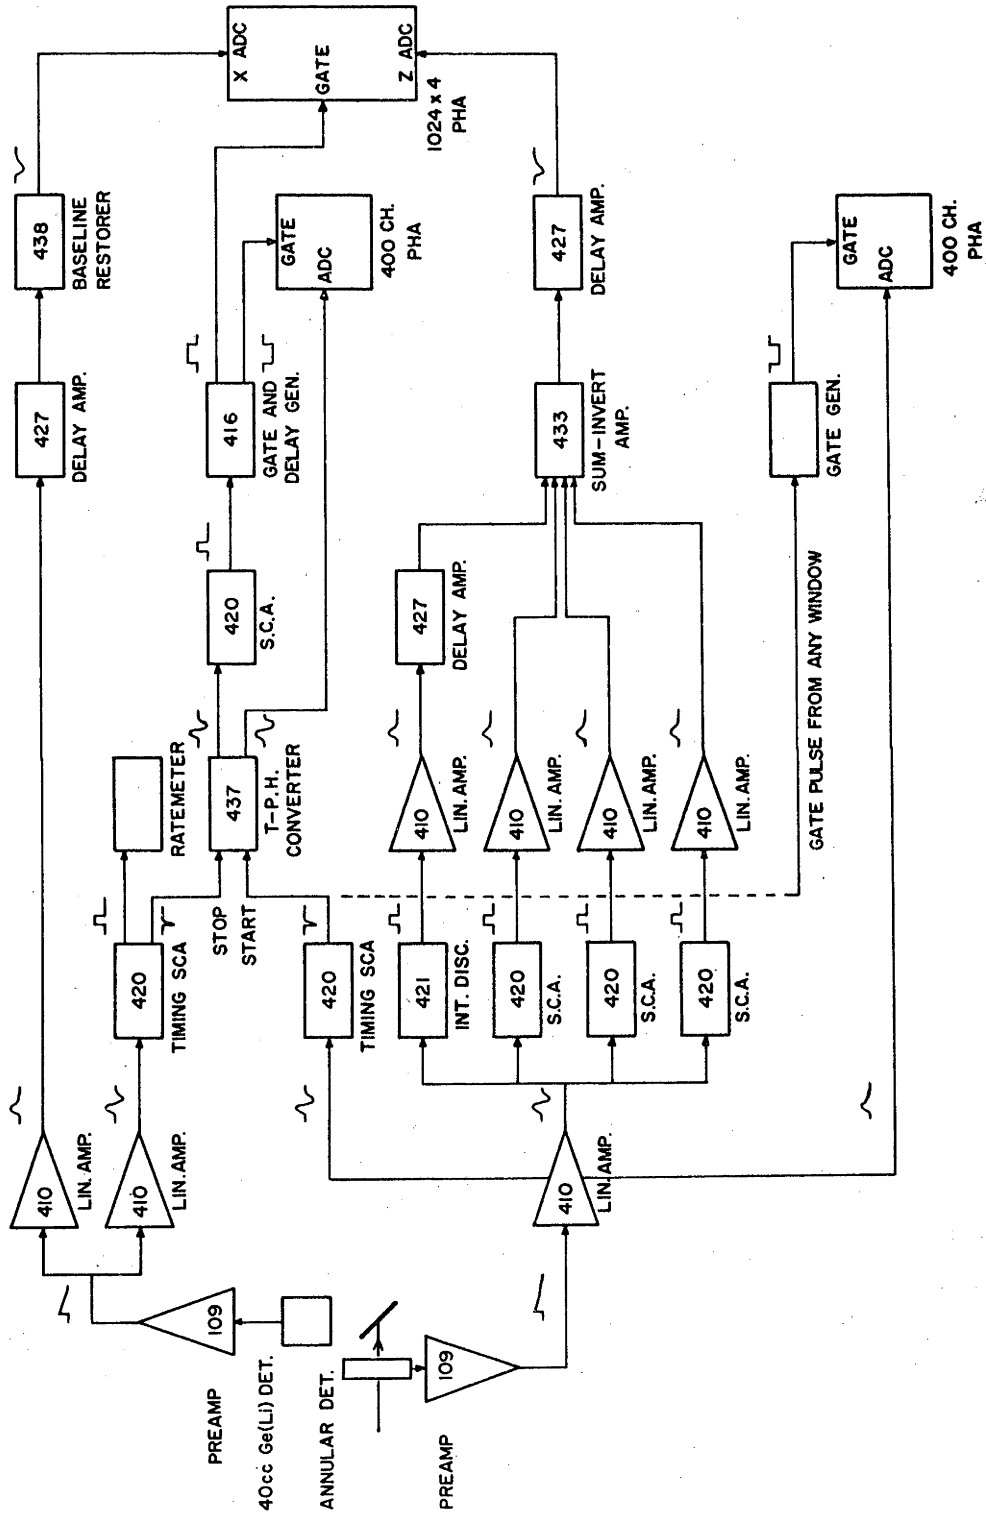 PREAMP
109
40cc Ge(Li) DET.
ANNULAR DET.
109
PREAMP
410
LIN. AMP.
410
LIN. AMP.
410
LIN. AMP.
420
TIMING SCA
RATEMETER
STOP
START
437
T-P.H.
CONVERTER
420
TIMING SCA
421
INT. DISC.
420
S.C.A.
420
S.C.A.
420
S.C.A.
410
LIN. AMP.
410
LIN. AMP.
410
LIN. AMP.
410
LIN. AMP.
GATE PULSE FROM ANY WINDOW
420
S.C.A.
427
DELAY AMP.
427
DELAY AMP.
416
GATE AND
DELAY GEN.
433
SUM-INVERT
AMP.
GATE GEN.
438
BASELINE
RESTORER
GATE
ADC
400 CH.
PHA
427
DELAY AMP.
GATE
ADC
400 CH.
PHA
X ADC
GATE
Z ADC
1024 x 4
PHA